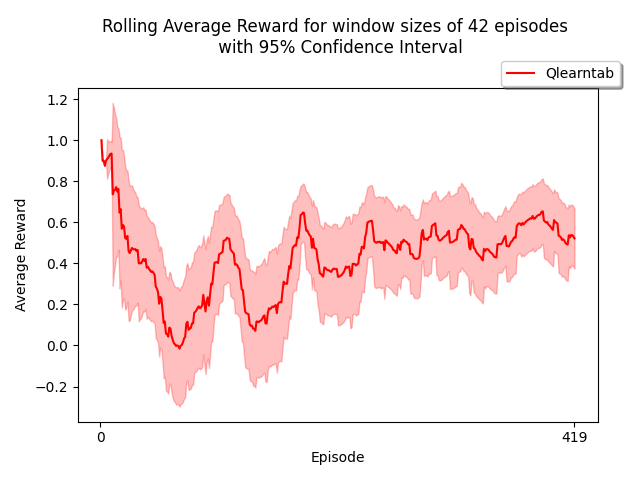 Rolling Average Reward for window sizes of 42 episodes
with 95% Confidence Interval
Qlearntab
1.2
1.0
0.8
0.6
0.4
0.2
0.0
−0.2
Average Reward
0
419
Episode